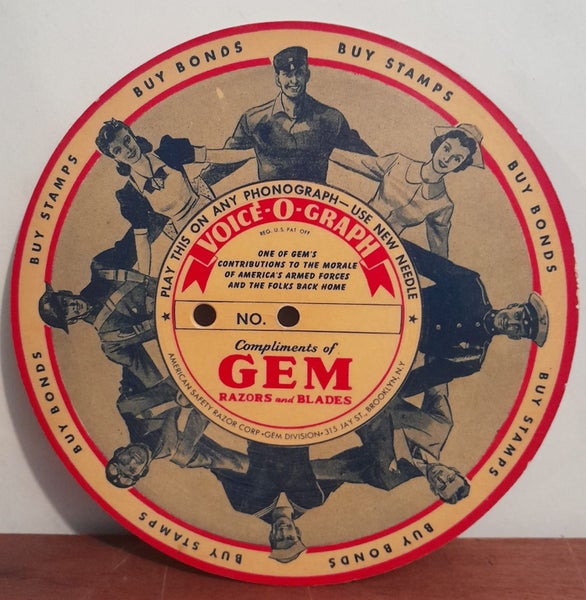 BUY BONDS
BUY STAMPS
BUY BONDS
BUY STAMPS
BUY BONDS
BUY STAMPS
BUY BONDS
BUY STAMPS
★ PLAY THIS ON ANY PHONOGRAPH—USE NEW NEEDLE ★
VOICE-O-GRAPH
REG. U.S. PAT. OFF.
ONE OF GEM'S
CONTRIBUTIONS TO THE MORALE
OF AMERICA'S ARMED FORCES
AND THE FOLKS BACK HOME
NO.
Compliments of
GEM
RAZORS and BLADES
AMERICAN SAFETY RAZOR CORP • GEM DIVISION • 315 JAY ST., BROOKLYN, N.Y.